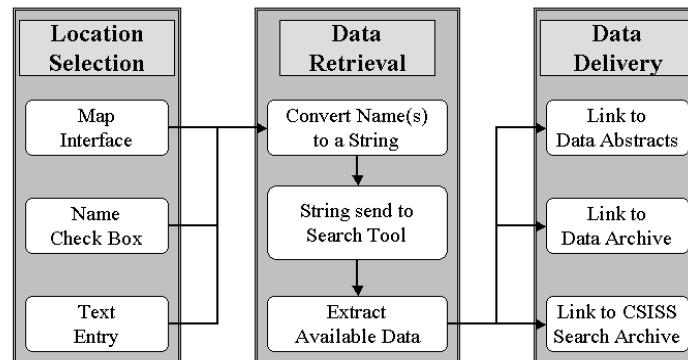 Location
Selection
Map
Interface
Name
Check Box
Text
Entry
Data
Retrieval
Convert Name(s)
to a String
String send to
Search Tool
Extract
Available Data
Data
Delivery
Link to
Data Abstracts
Link to
Data Archive
Link to CSISS
Search Archive